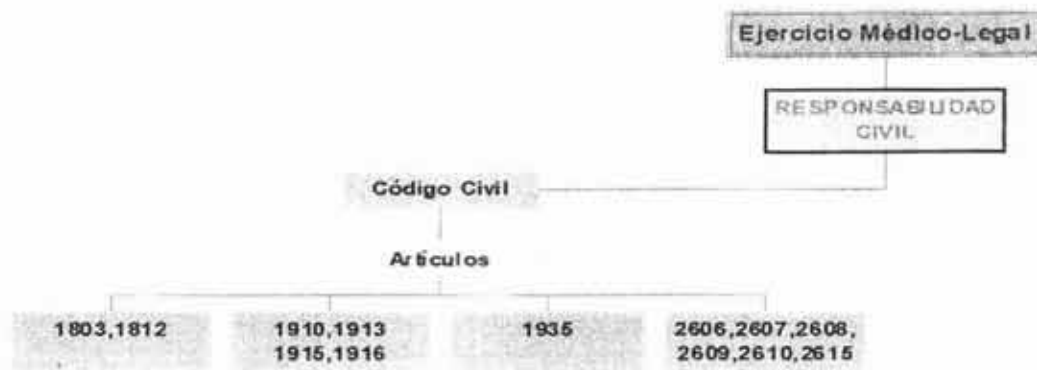 Ejercicio Médico-Legal
RESPONSABILIDAD
CIVIL
Código Civil
Artículos
1803,1812
1910,1913
1915,1916
1935
2606,2607,2608,
2609,2610,2615